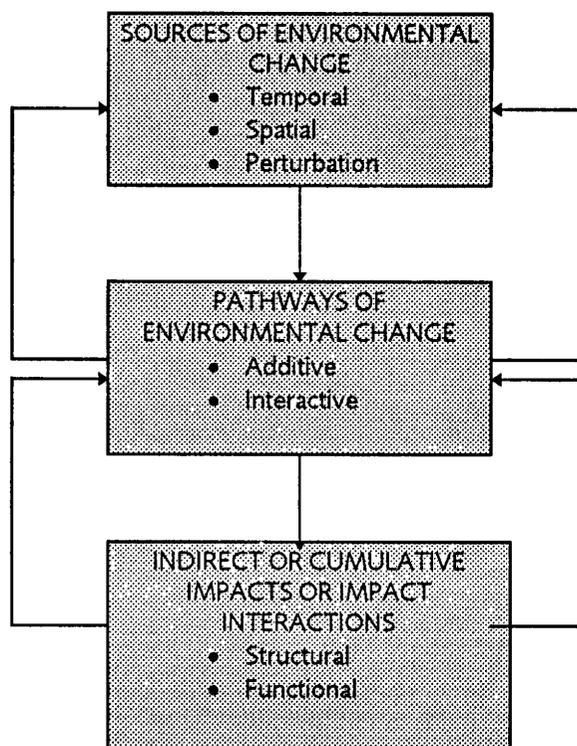 SOURCES OF ENVIRONMENTAL
CHANGE
• Temporal
• Spatial
• Perturbation
PATHWAYS OF
ENVIRONMENTAL CHANGE
• Additive
• Interactive
INDIRECT OR CUMULATIVE
IMPACTS OR IMPACT
INTERACTIONS
• Structural
• Functional